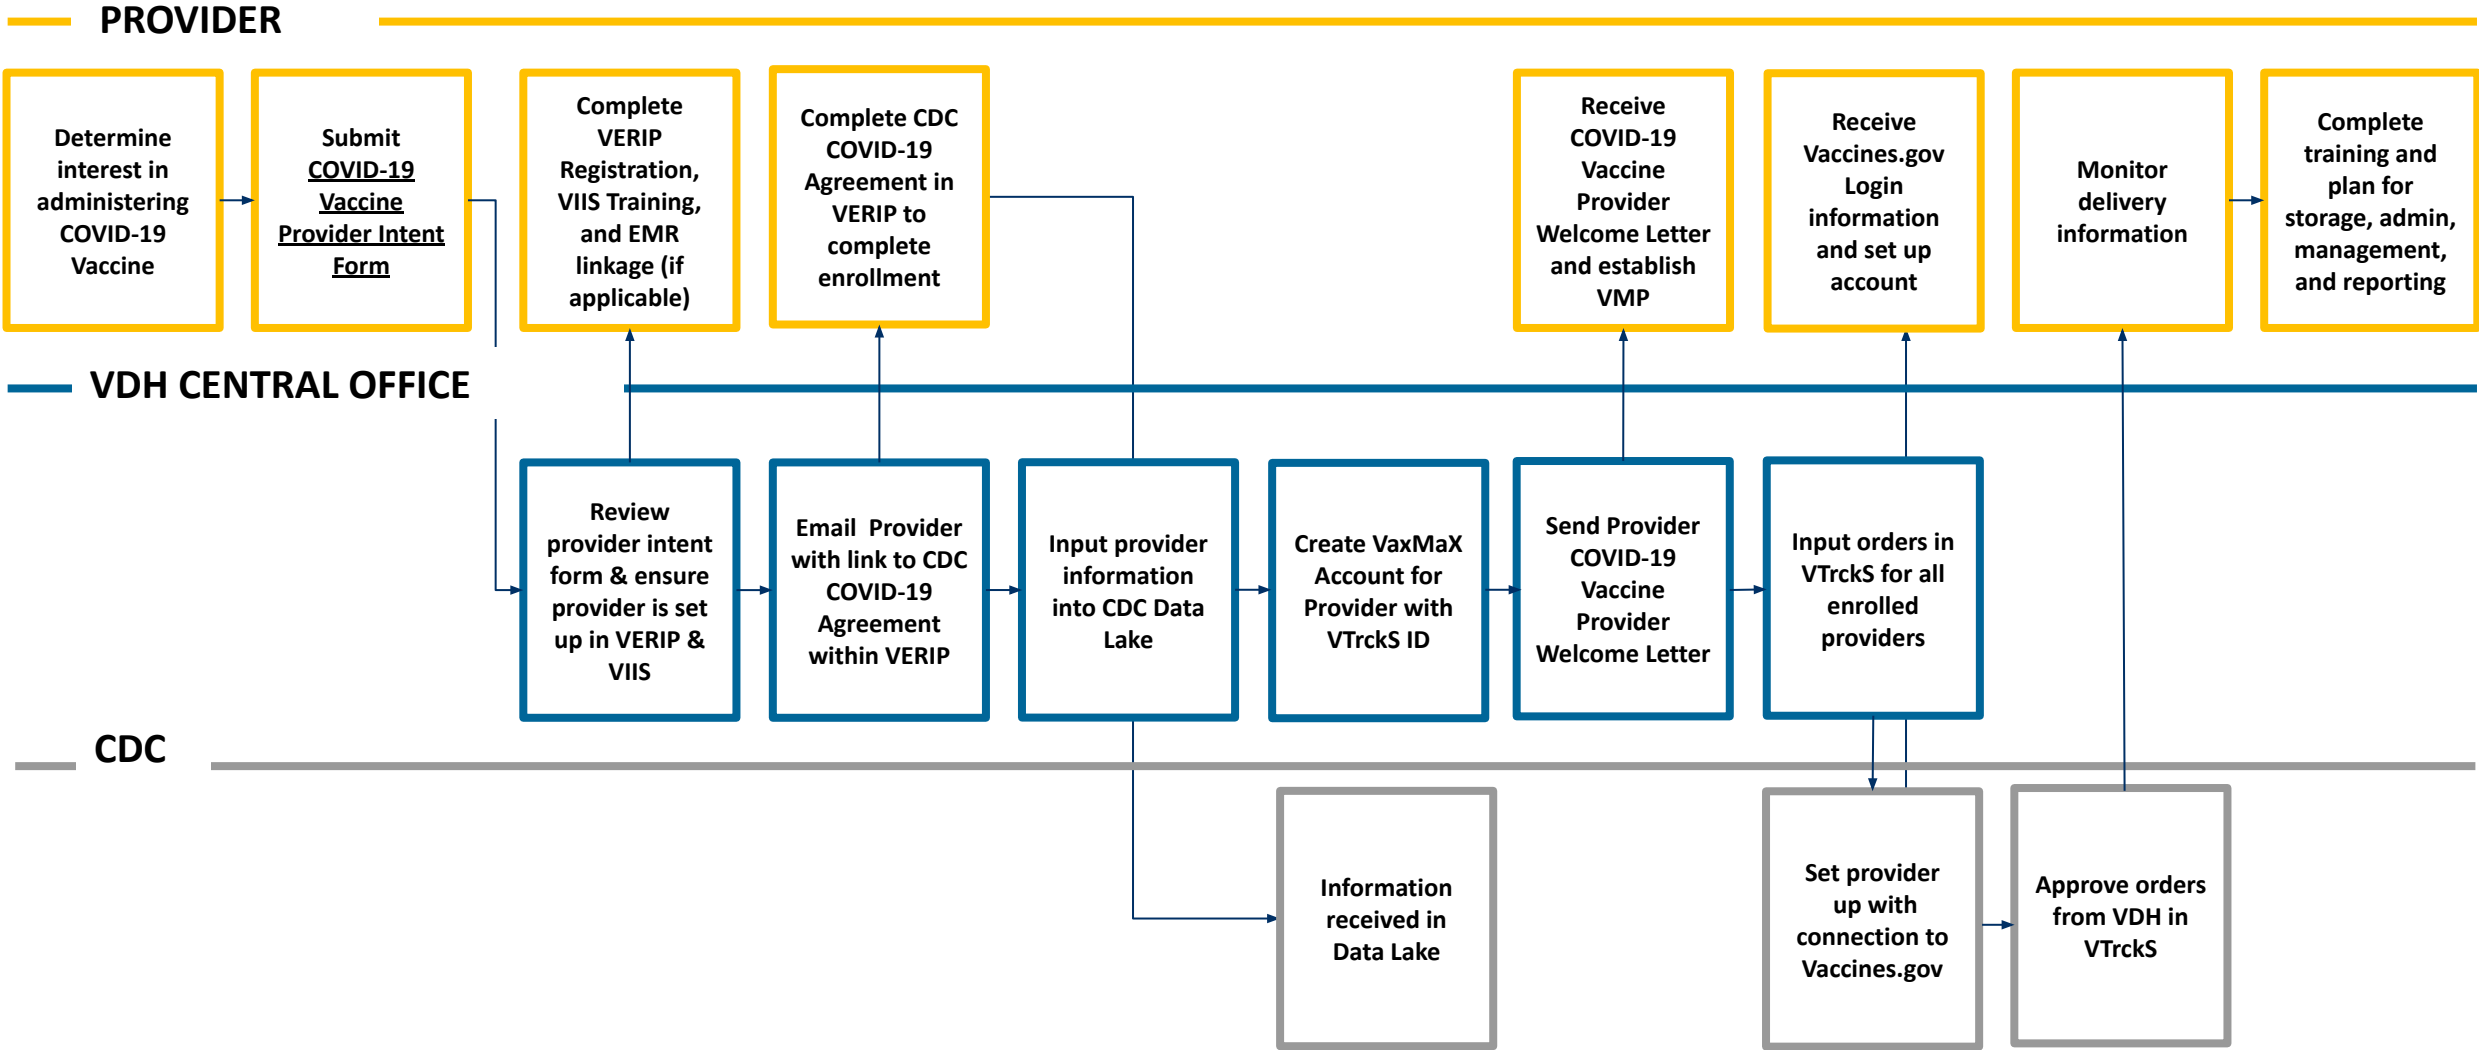 PROVIDER
Determine
interest in
administering
COVID-19
Vaccine
Submit
COVID-19
Vaccine
Provider Intent
Form
Complete
VERIP
Registration,
VIIS Training,
and EMR
linkage (if
applicable)
Complete CDC
COVID-19
Agreement in
VERIP to
complete
enrollment
Receive
COVID-19
Vaccine
Provider
Welcome Letter
and establish
VMP
Receive
Vaccines.gov
Login
information
and set up
account
Monitor
delivery
information
Complete
training and
plan for
storage, admin,
management,
and reporting
VDH CENTRAL OFFICE
Review
provider intent
form & ensure
provider is set
up in VERIP &
VIIS
Email  Provider
with link to CDC
COVID-19
Agreement
within VERIP
Input provider
information
into CDC Data
Lake
Create VaxMaX
Account for
Provider with
VTrckS ID
Send Provider
COVID-19
Vaccine
Provider
Welcome Letter
Input orders in
VTrckS for all
enrolled
providers
CDC
Information
received in
Data Lake
Set provider
up with
connection to
Vaccines.gov
Approve orders
from VDH in
VTrckS